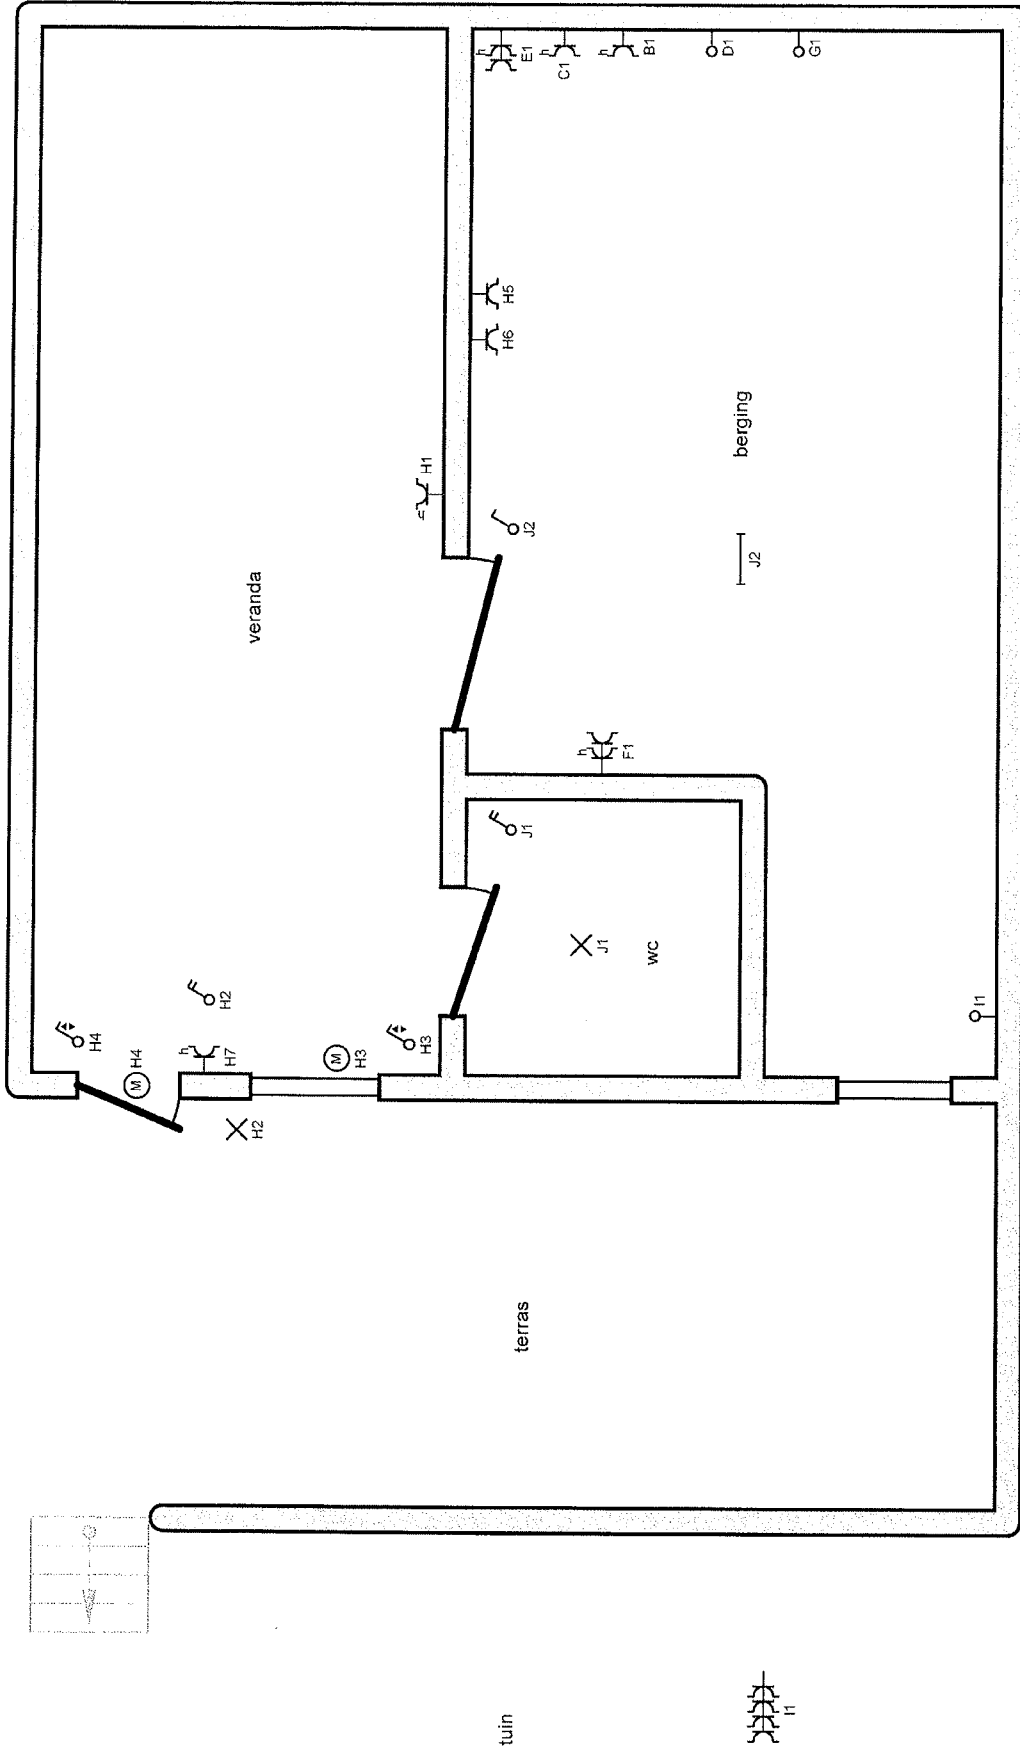 h
E1
h
C1
h
B1
D1
G1
H5
H6
h
H1
J2
berging
J2
veranda
h
F1
J1
J1
wc
H4
H2
M H4
h
H7
M H3
H3
I1
H2
terras
tuin
I1